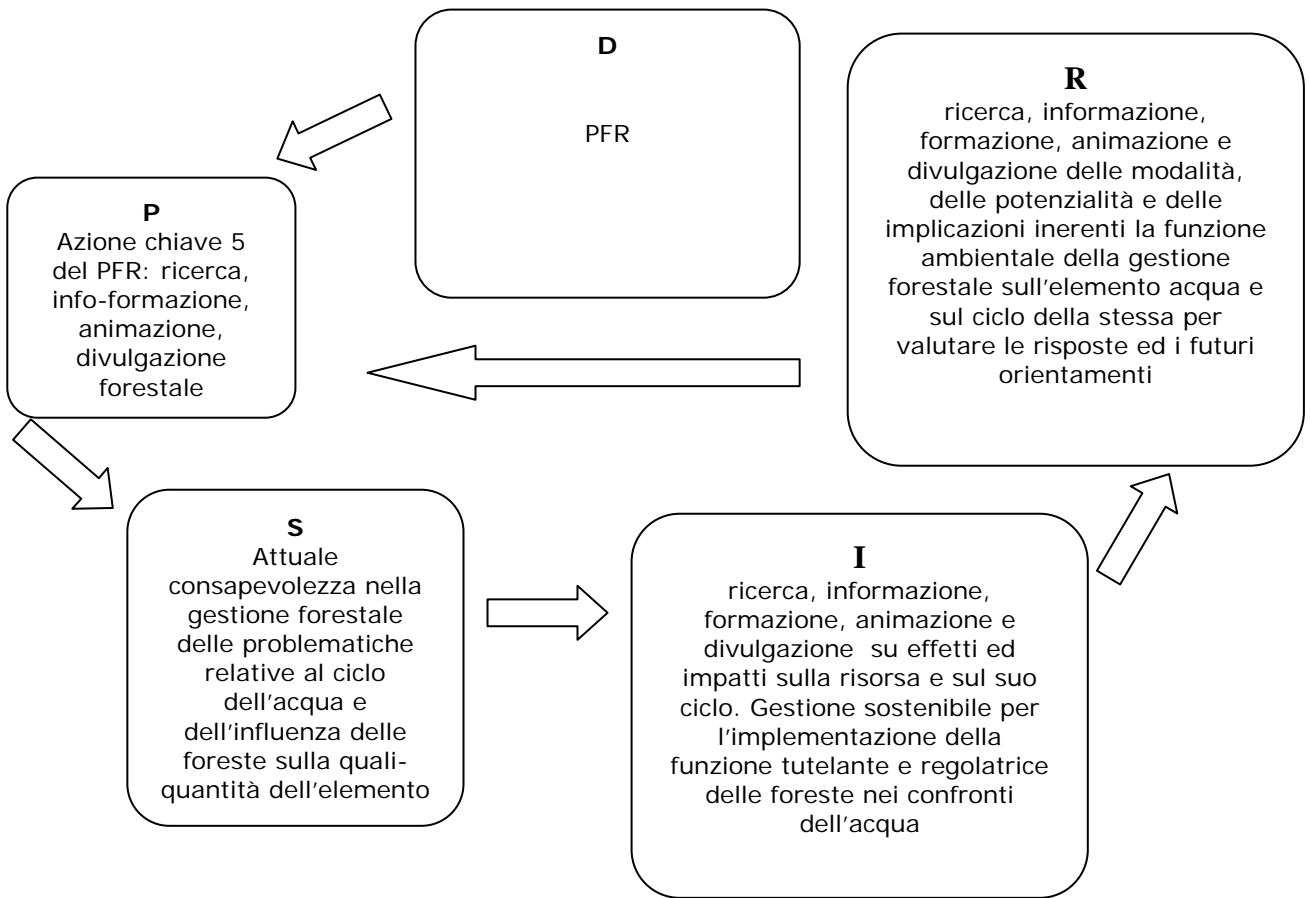 D
PFR
P
Azione chiave 5
del PFR: ricerca,
info-formazione,
animazione,
divulgazione
forestale
S
Attuale
consapevolezza nella
gestione forestale
delle problematiche
relative al ciclo
dell'acqua e
dell'influenza delle
foreste sulla quali-
quantità dell'elemento
I
ricerca, informazione,
formazione, animazione e
divulgazione su effetti ed
impatti sulla risorsa e sul suo
ciclo. Gestione sostenibile per
l'implementazione della
funzione tutelante e regolatrice
delle foreste nei confronti
dell'acqua
R
ricerca, informazione,
formazione, animazione e
divulgazione delle modalità,
delle potenzialità e delle
implicazioni inerenti la funzione
ambientale della gestione
forestale sull'elemento acqua e
sul ciclo della stessa per
valutare le risposte ed i futuri
orientamenti